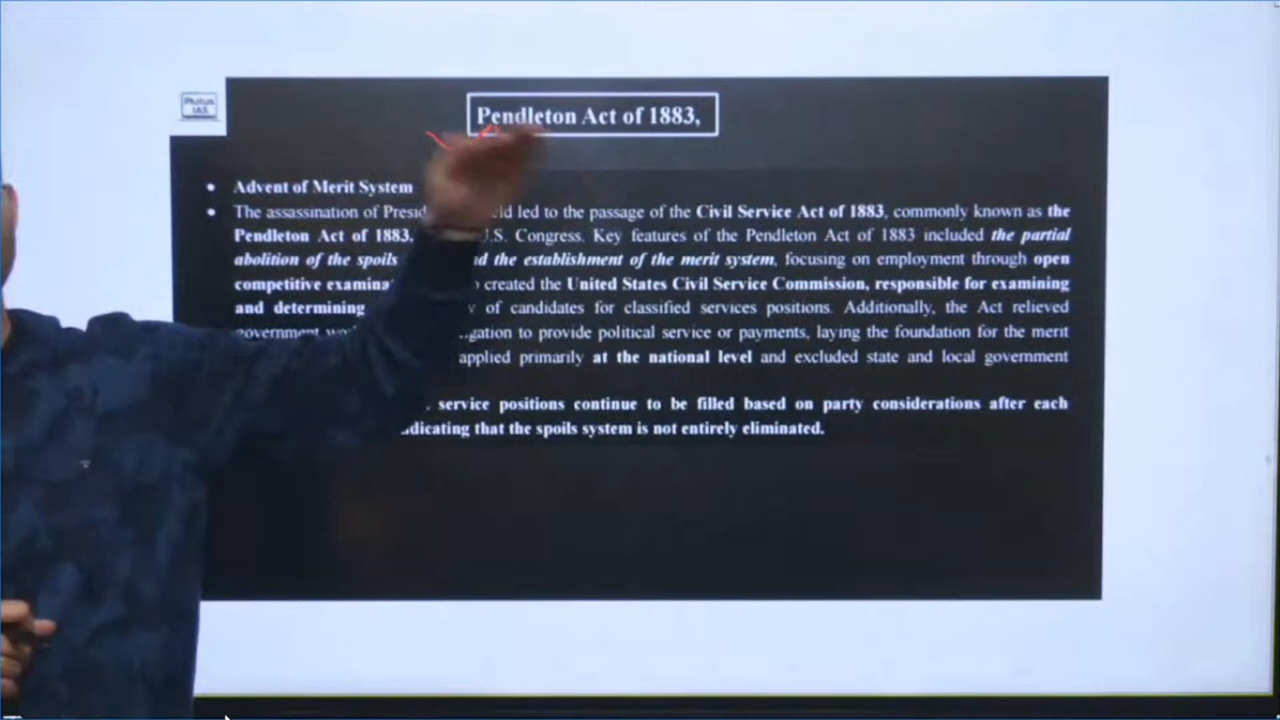 Plutus
IAS
Pendleton Act of 1883,
• Advent of Merit System
• The assassination of Presid eld led to the passage of the Civil Service Act of 1883, commonly known as the
Pendleton Act of 1883, U.S. Congress. Key features of the Pendleton Act of 1883 included the partial
abolition of the spoils d the establishment of the merit system, focusing on employment through open
competitive examinat created the United States Civil Service Commission, responsible for examining
and determining y of candidates for classified services positions. Additionally, the Act relieved
government wo igation to provide political service or payments, laying the foundation for the merit
applied primarily at the national level and excluded state and local government
service positions continue to be filled based on party considerations after each
dicating that the spoils system is not entirely eliminated.